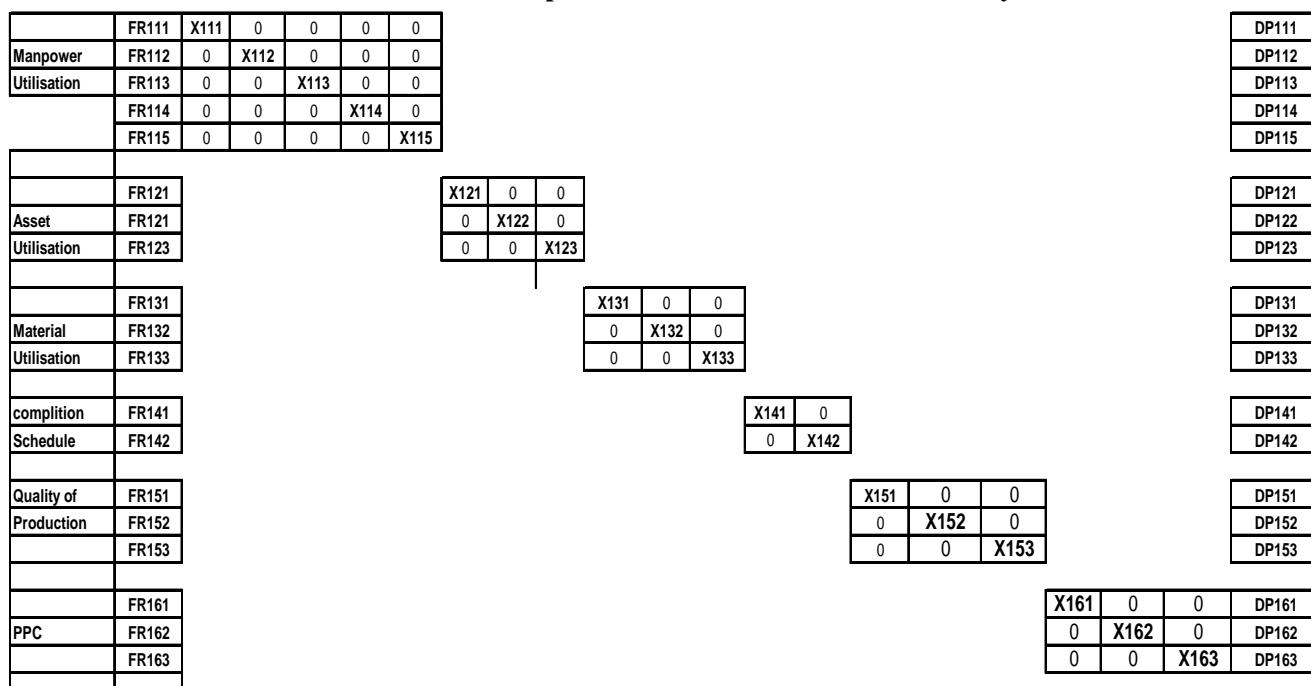 FR111 X111 0 0 0 0 DP111
Manpower FR112 0 X112 0 0 0 DP112
Utilisation FR113 0 0 X113 0 0 DP113
FR114 0 0 0 X114 0 DP114
FR115 0 0 0 0 X115 DP115
FR121 X121 0 0 DP121
Asset FR121 0 X122 0 DP122
Utilisation FR123 0 0 X123 DP123
FR131 X131 0 0 DP131
Material FR132 0 X132 0 DP132
Utilisation FR133 0 0 X133 DP133
complition FR141 X141 0 DP141
Schedule FR142 0 X142 DP142
Quality of FR151 X151 0 0 DP151
Production FR152 0 X152 0 DP152
FR153 0 0 X153 DP153
FR161 X161 0 0 DP161
PPC FR162 0 X162 0 DP162
FR163 0 0 X163 DP163